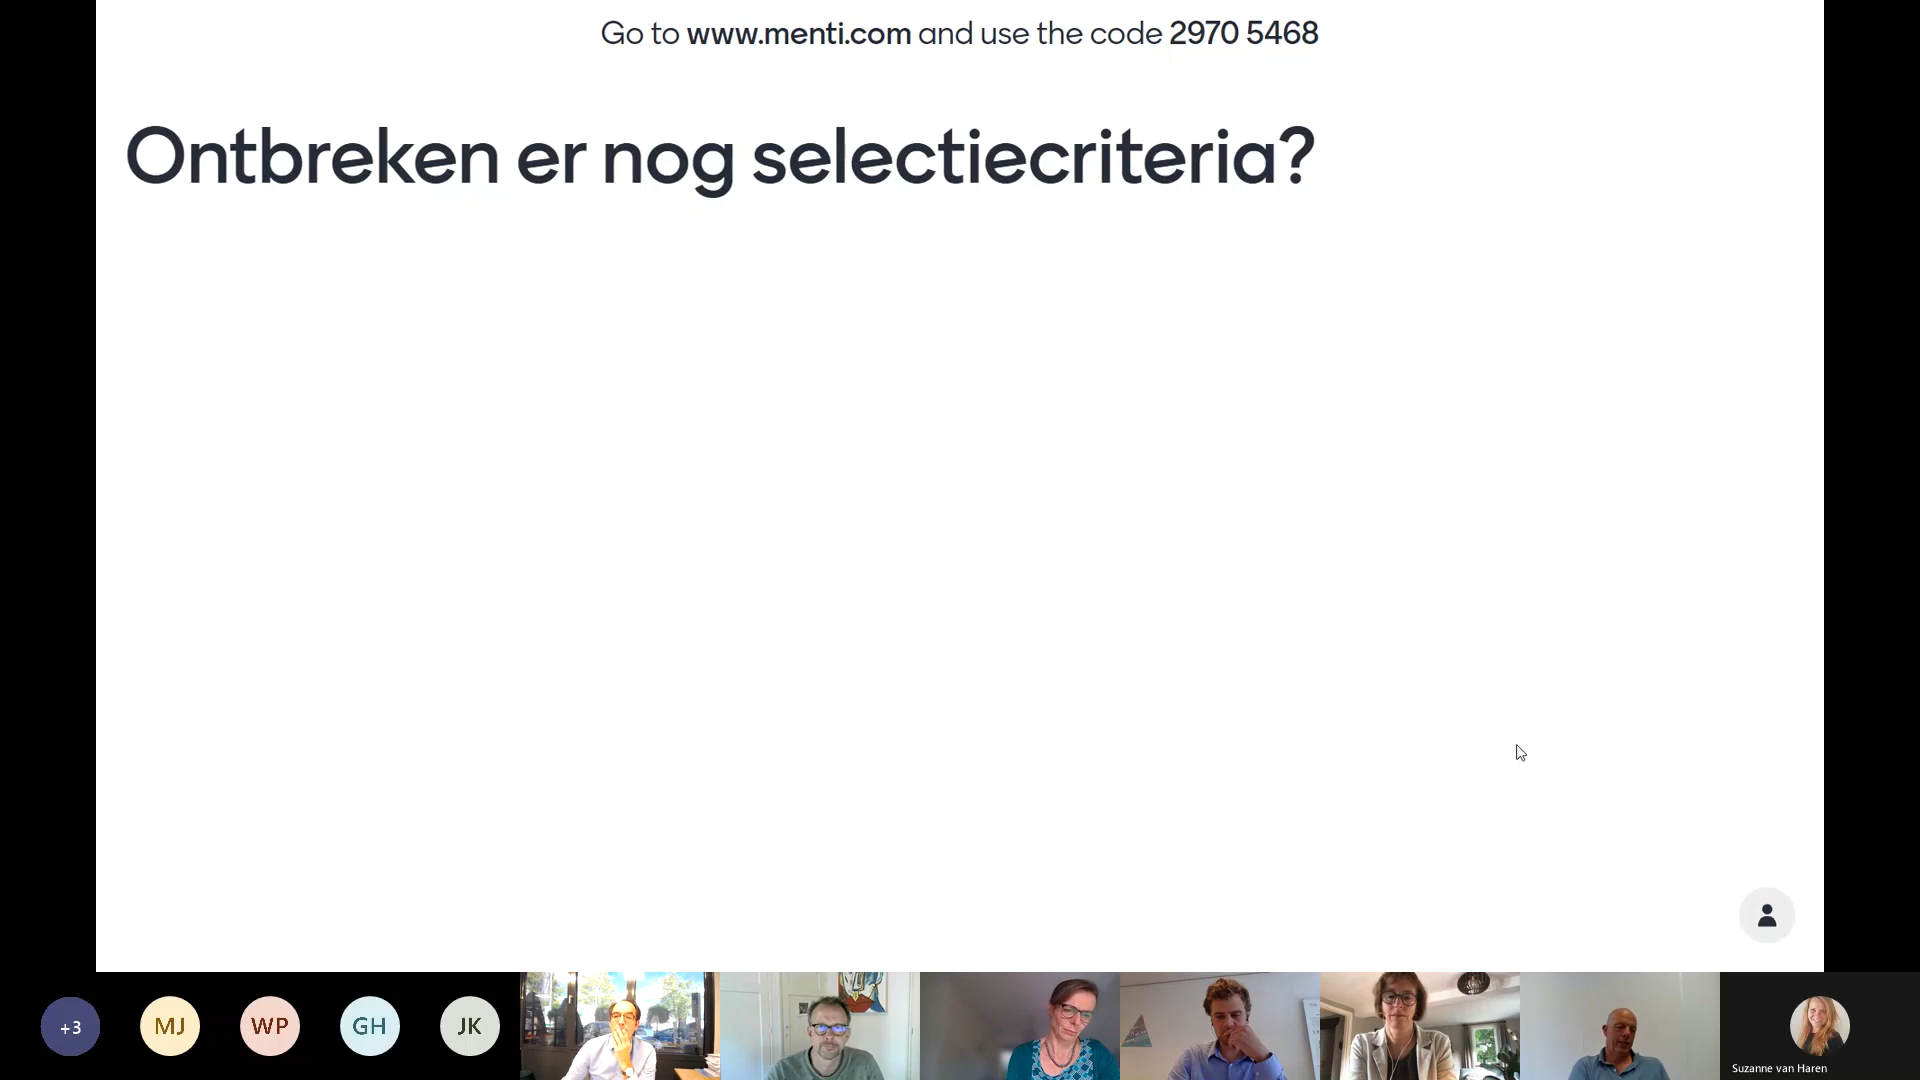 Go to www.menti.com and use the code 2970 5468
Ontbreken er nog selectiecriteria?
+3
MJ
WP
GH
JK
Suzanne van Haren